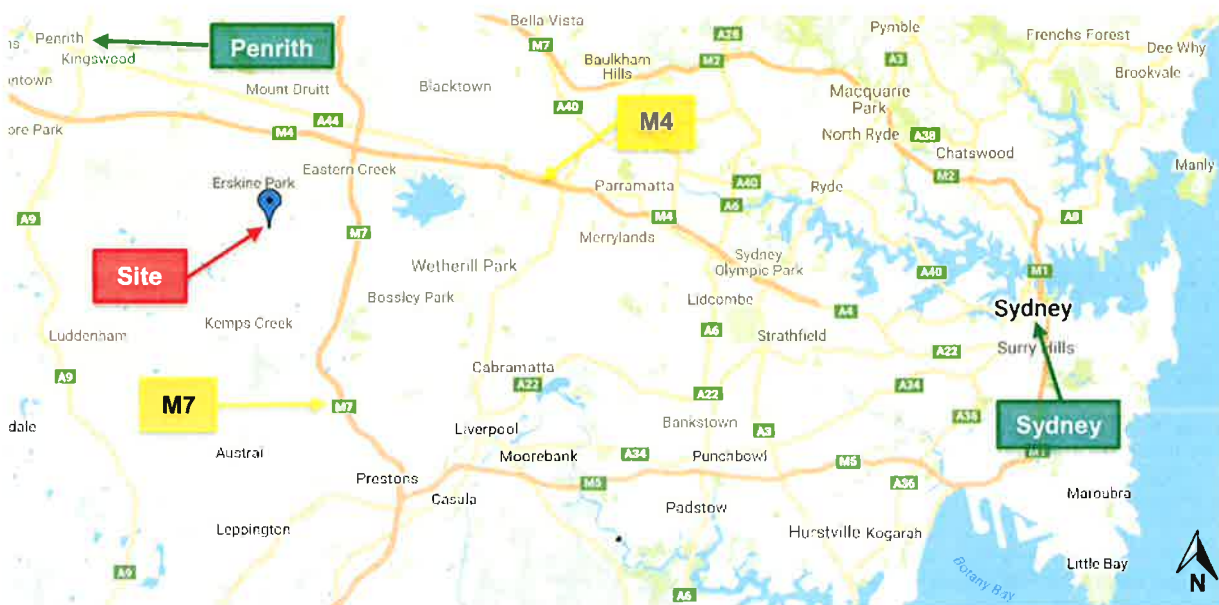 Bella Vista
Pymble
Frenchs Forest
Dee Why
Penrith
Penrith
M7
A28
A3
Kingswood
Baulkham
Hills
M2
Brookvale
Mount Druitt
Blacktown
Macquarie
Park
A40
M4
A44
M4
North Ryde
A38
Chatswood
ore Park
Eastern Creek
Manly
Erskine Park
Parramatta
A40
Ryde
M2
A9
A6
A8
M7
M4
Merrylands
Site
Wetherill Park
Sydney
Olympic Park
A40
M1
Bossley Park
Lidcombe
Sydney
Luddenham
Kemps Creek
A6
Strathfield
A4
Surry Hills
A22
A9
Cabramatta
A22
A22
A34
M7
M7
A36
Sydney
dale
Liverpool
Bankstown
A3
Austral
Moorebank
A34
Punchbowl
M5
M1
Prestons
Casula
M5
A36
Maroubra
Leppington
Padstow
Hurstville
Kogarah
A9
Little Bay
Botany Bay
A6
N